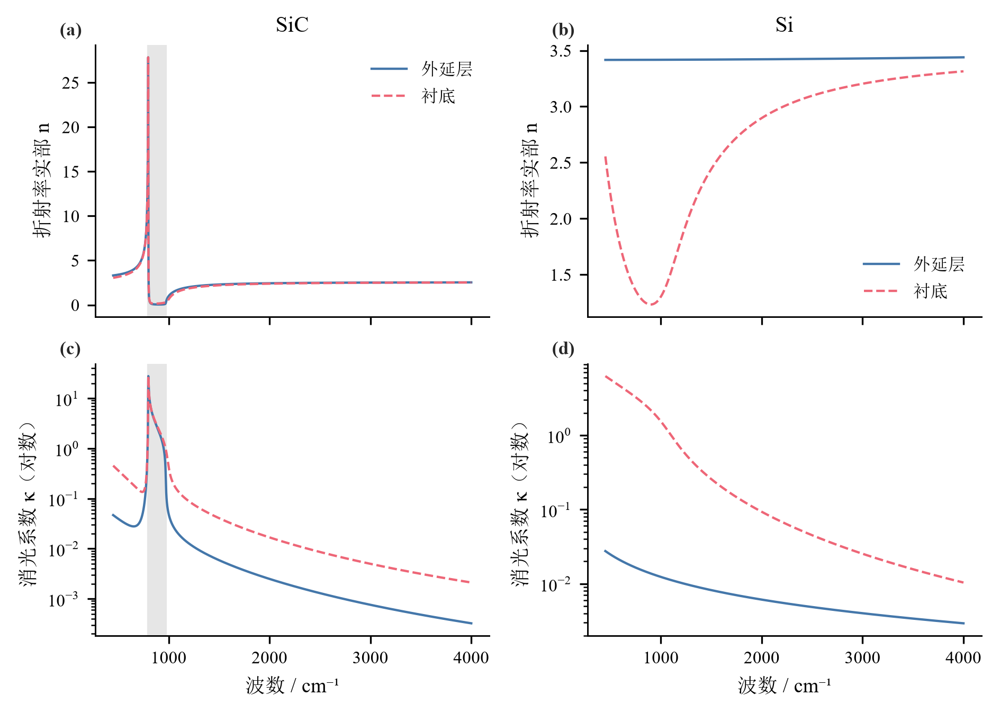 (a)
SiC
外延层
衬底
折射率实部 n
25
20
15
10
5
0
(b)
Si
3.5
3.0
2.5
2.0
1.5
折射率实部 n
外延层
衬底
(c)
消光系数 κ（对数）
10¹
10⁰
10⁻¹
10⁻²
10⁻³
1000 2000 3000 4000
波数 / cm⁻¹
(d)
消光系数 κ（对数）
10⁰
10⁻¹
10⁻²
1000 2000 3000 4000
波数 / cm⁻¹